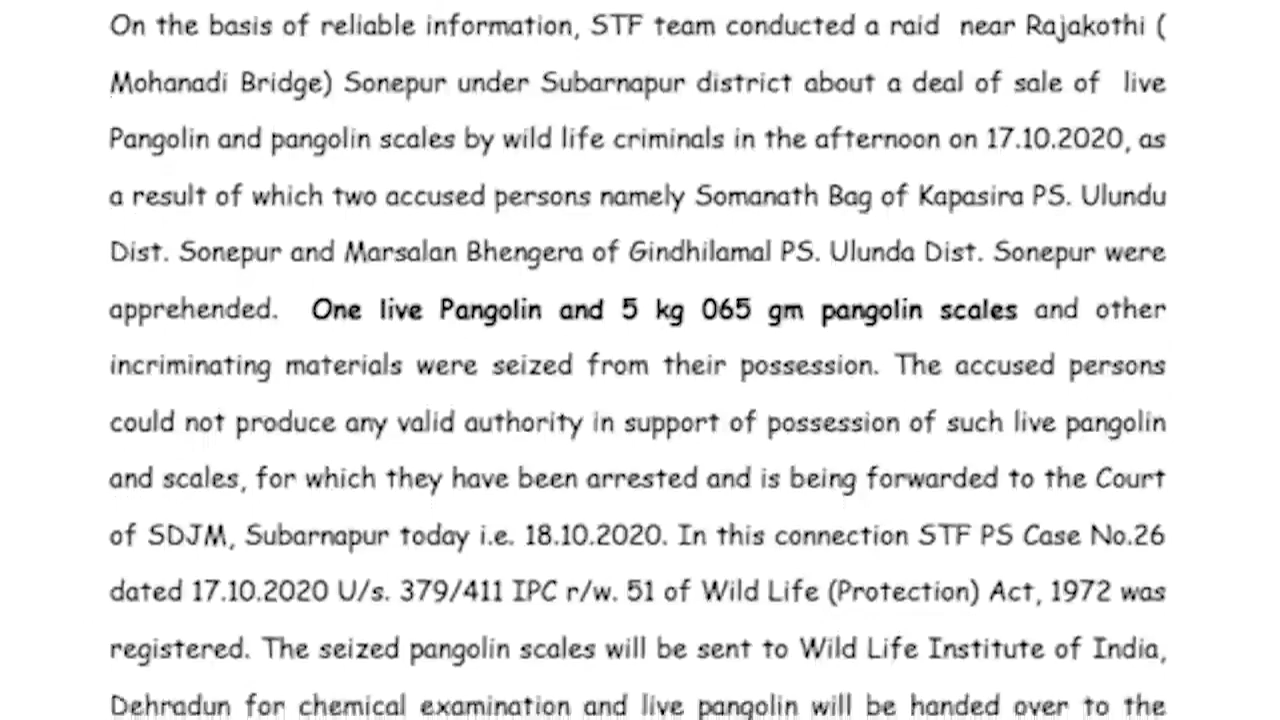 On the basis of reliable information, STF team conducted a raid near Rajakothi (
Mohanadi Bridge) Sonepur under Subarnapur district about a deal of sale of live
Pangolin and pangolin scales by wild life criminals in the afternoon on 17.10.2020, as
a result of which two accused persons namely Somanath Bag of Kapasira PS. Ulundu
Dist. Sonepur and Marsalan Bhengera of Gindhilamal PS. Ulunda Dist. Sonepur were
apprehended. One live Pangolin and 5 kg 065 gm pangolin scales and other
incriminating materials were seized from their possession. The accused persons
could not produce any valid authority in support of possession of such live pangolin
and scales, for which they have been arrested and is being forwarded to the Court
of SDJM, Subarnapur today i.e. 18.10.2020. In this connection STF PS Case No.26
dated 17.10.2020 U/s. 379/411 IPC r/w. 51 of Wild Life (Protection) Act, 1972 was
registered. The seized pangolin scales will be sent to Wild Life Institute of India,
Dehradun for chemical examination and live pangolin will be handed over to the